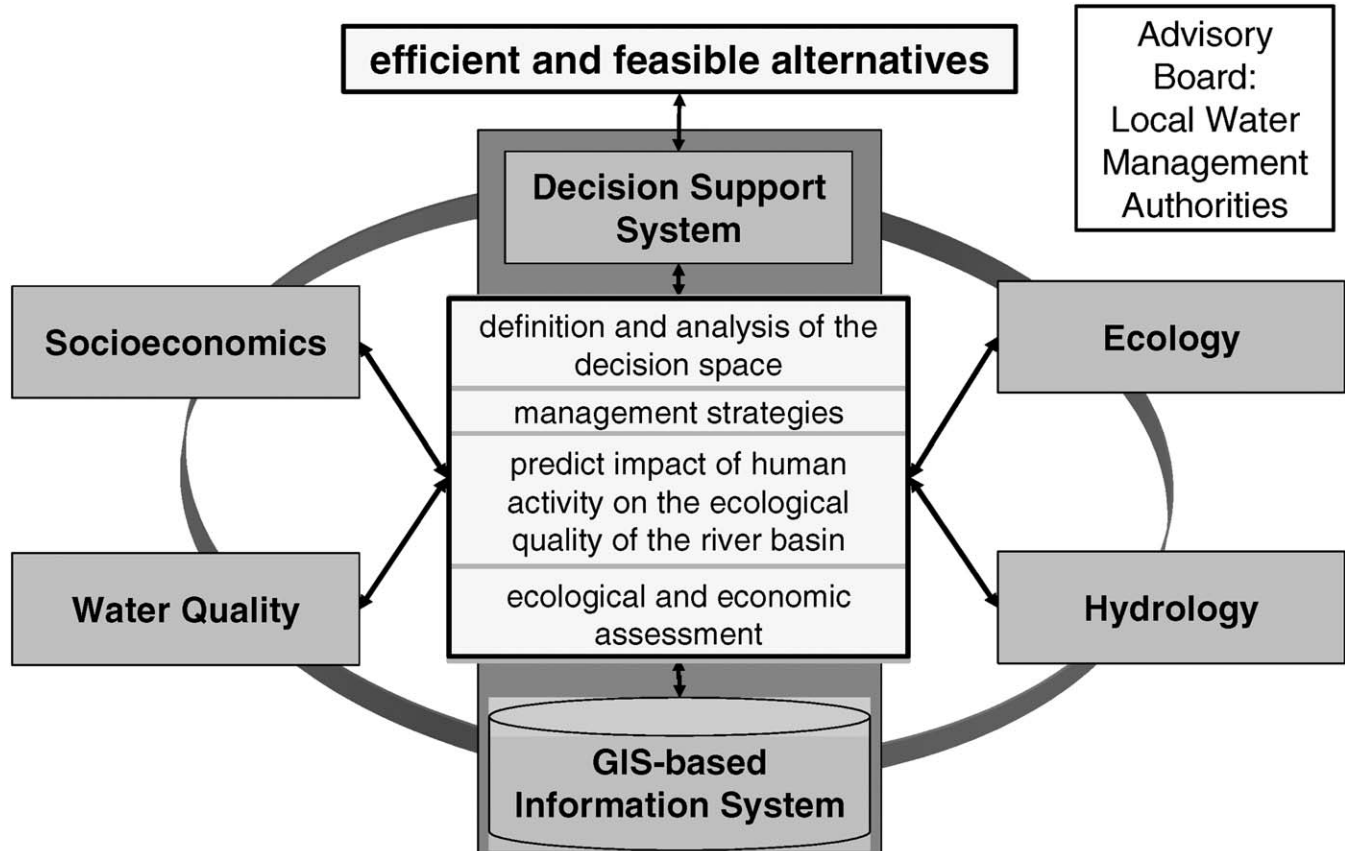 efficient and feasible alternatives
Advisory
Board:
Local Water
Management
Authorities
Decision Support
System
Socioeconomics
Ecology
definition and analysis of the
decision space
management strategies
predict impact of human
activity on the ecological
quality of the river basin
ecological and economic
assessment
Water Quality
Hydrology
GIS-based
Information System